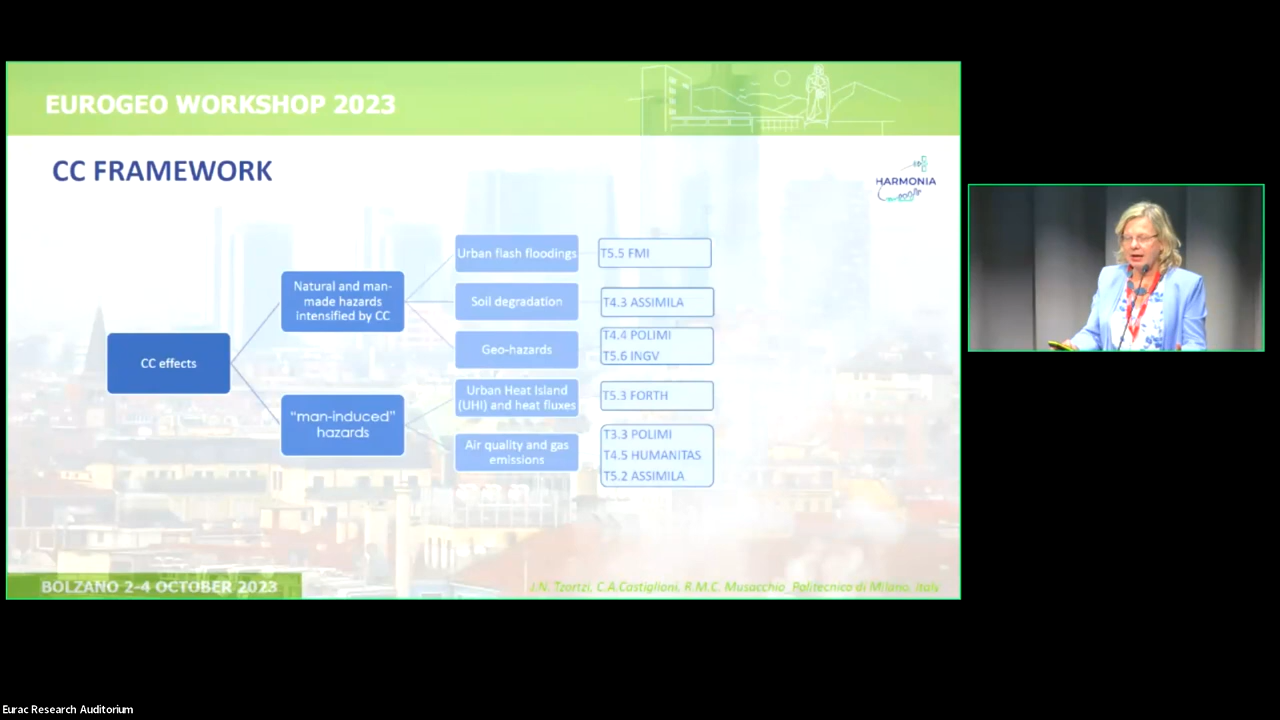 EUROGEO WORKSHOP 2023
CC FRAMEWORK
HARMONIA
CC effects
Natural and man-
made hazards
intensified by CC
"man-induced"
hazards
Urban flash floodings
T5.5 FMI
Soil degradation
T4.3 ASSIMILA
Geo-hazards
T4.4 POLIMI
T5.6 INGV
Urban Heat Island
(UHI) and heat fluxes
T5.3 FORTH
Air quality and gas
emissions
T3.3 POLIMI
T4.5 HUMANITAS
T5.2 ASSIMILA
BOLZANO 2-4 OCTOBER 2023
J.N. Tzortzi, C.A.Castiglioni, R.M.C. Musacchio Politecnico di Milano, Italy
Eurac Research Auditorium